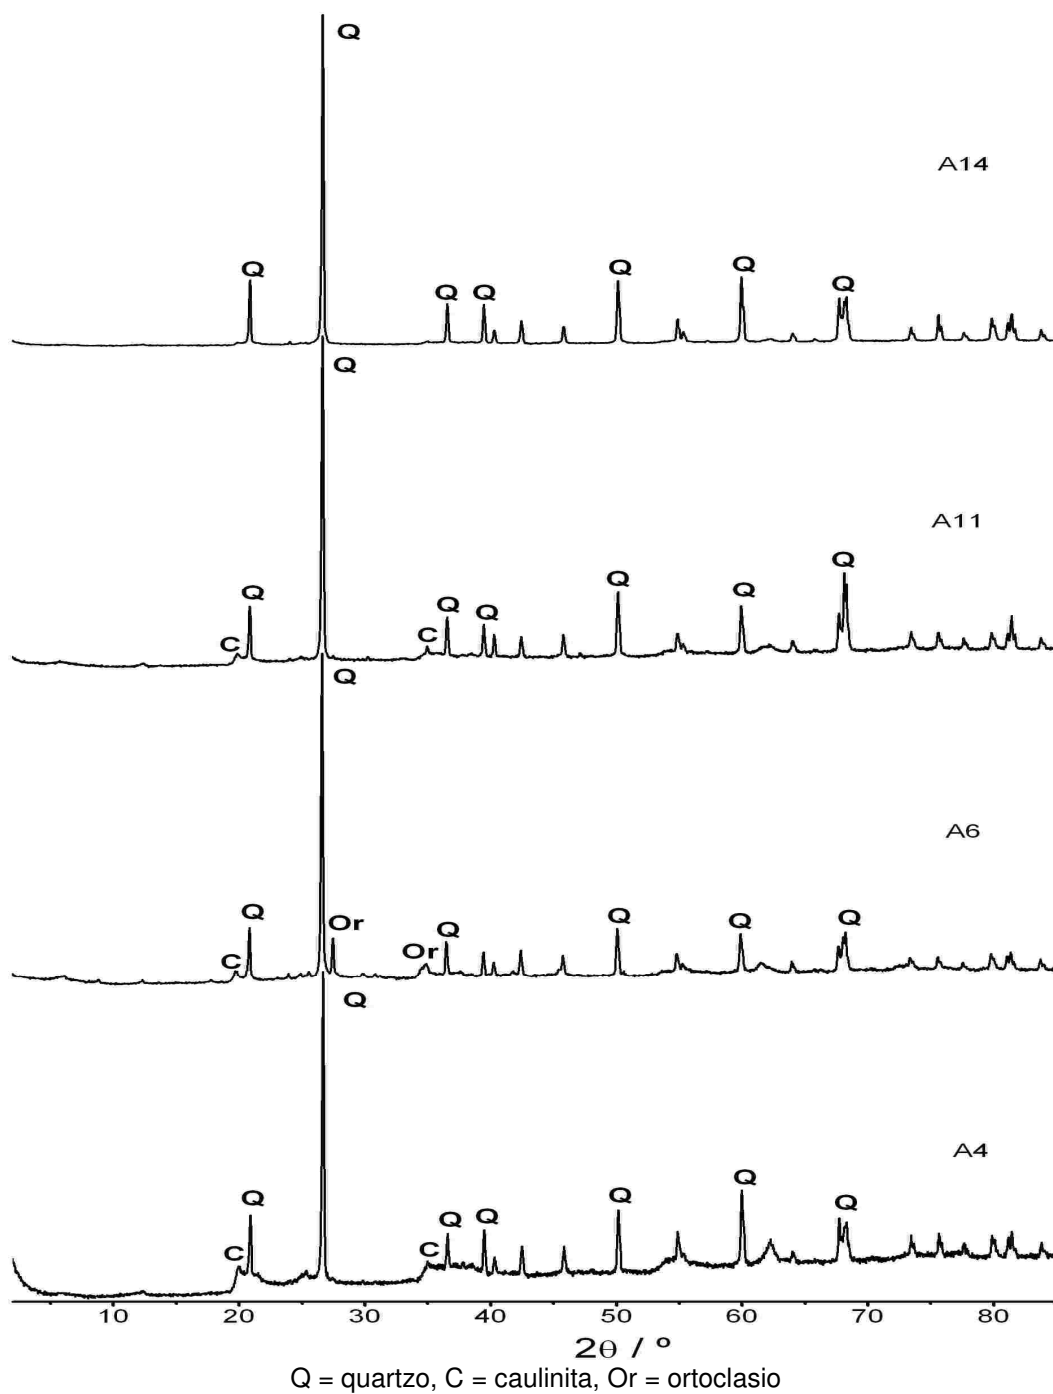 Q
A14
Q Q Q Q Q Q
Q
A11
Q
Q Q Q Q Q
C C
Q
A6
Q Or Q Q Q Q
C Or
Q
A4
Q Q Q Q Q Q
C C
10 20 30 40 50 60 70 80
2θ / º
Q = quartzo, C = caulinita, Or = ortoclasio